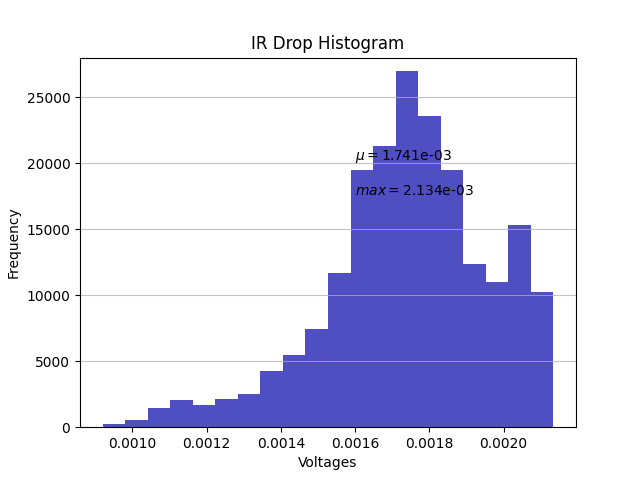 IR Drop Histogram
25000
20000
15000
10000
5000
0
Frequency
μ = 1.741e-03
max = 2.134e-03
0.0010 0.0012 0.0014 0.0016 0.0018 0.0020
Voltages